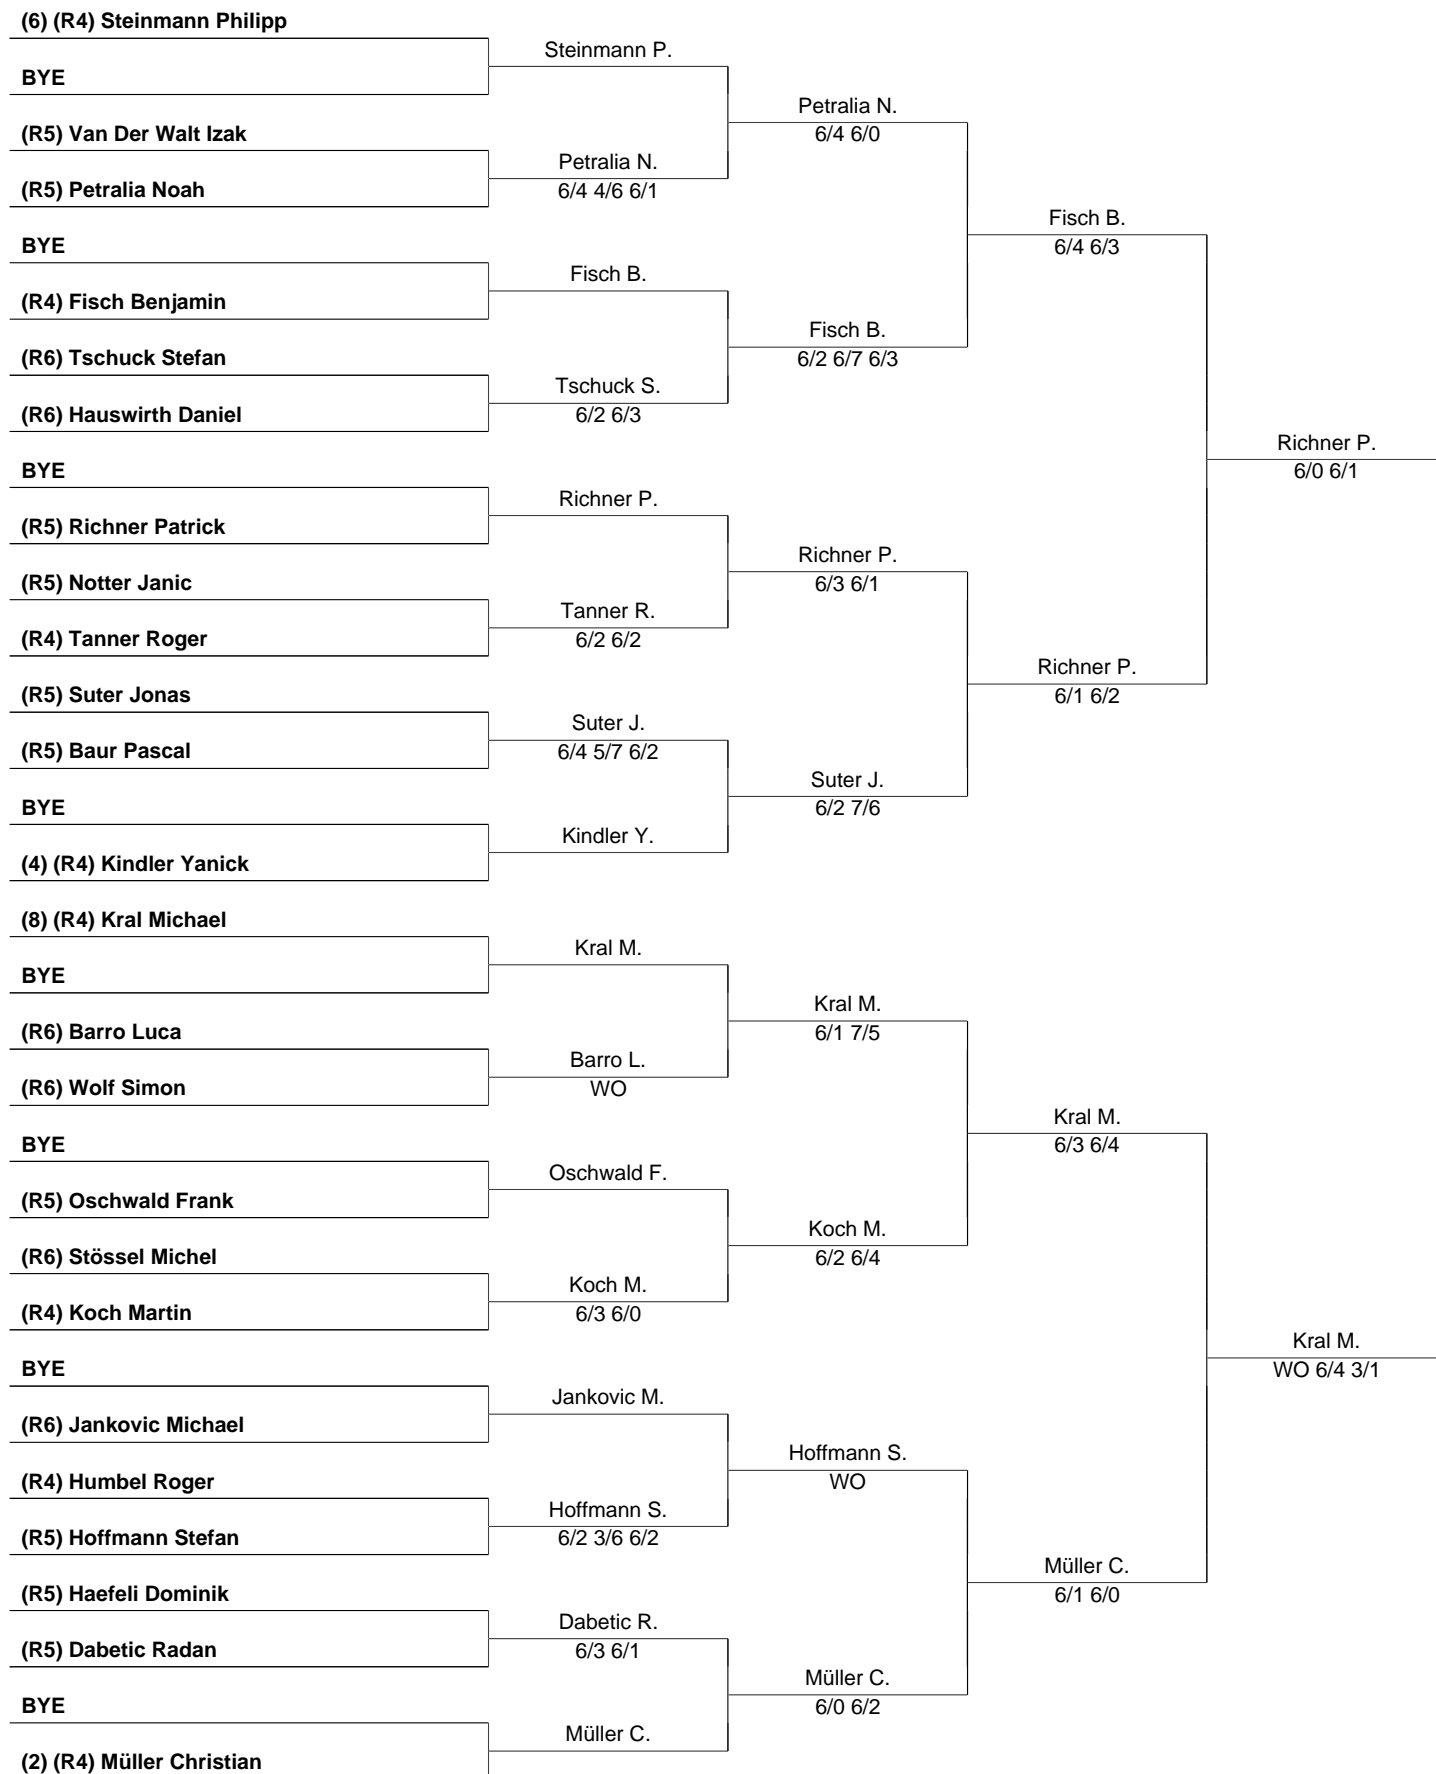 (6) (R4) Steinmann Philipp
Steinmann P.
BYE
Petralia N.
6/4 6/0
(R5) Van Der Walt Izak
Petralia N.
6/4 4/6 6/1
(R5) Petralia Noah
Fisch B.
6/4 6/3
BYE
Fisch B.
(R4) Fisch Benjamin
Fisch B.
6/2 6/7 6/3
(R6) Tschuck Stefan
Tschuck S.
6/2 6/3
(R6) Hauswirth Daniel
Richner P.
6/0 6/1
BYE
Richner P.
(R5) Richner Patrick
Richner P.
6/3 6/1
(R5) Notter Janic
Tanner R.
6/2 6/2
(R4) Tanner Roger
Richner P.
6/1 6/2
(R5) Suter Jonas
Suter J.
6/4 5/7 6/2
(R5) Baur Pascal
Suter J.
6/2 7/6
BYE
Kindler Y.
(4) (R4) Kindler Yanick
(8) (R4) Kral Michael
Kral M.
BYE
Kral M.
6/1 7/5
(R6) Barro Luca
Barro L.
WO
(R6) Wolf Simon
Kral M.
6/3 6/4
BYE
Oschwald F.
(R5) Oschwald Frank
Koch M.
6/2 6/4
(R6) Stössel Michel
Koch M.
6/3 6/0
(R4) Koch Martin
Kral M.
WO 6/4 3/1
BYE
Jankovic M.
(R6) Jankovic Michael
Hoffmann S.
WO
(R4) Humbel Roger
Hoffmann S.
6/2 3/6 6/2
(R5) Hoffmann Stefan
Müller C.
6/1 6/0
(R5) Haefeli Dominik
Dabetic R.
6/3 6/1
(R5) Dabetic Radan
Müller C.
6/0 6/2
BYE
Müller C.
(2) (R4) Müller Christian